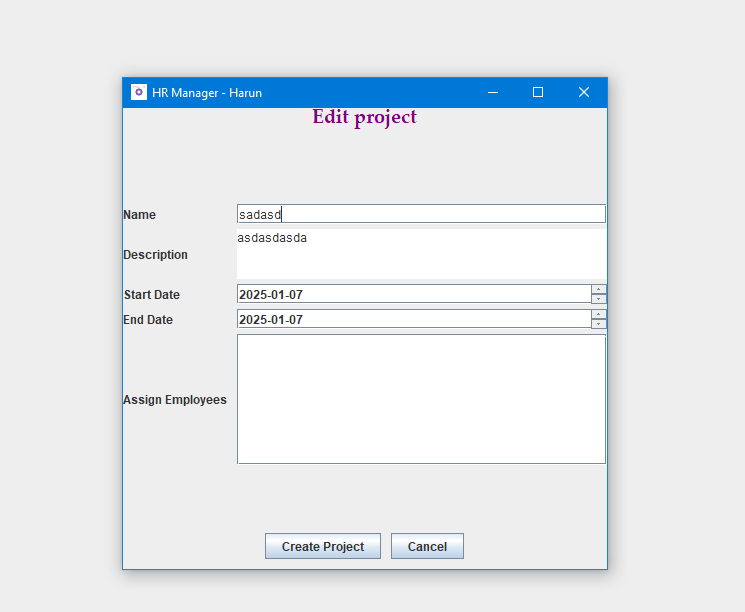 HR Manager - Harun
Edit project
Name
sadasd
Description
asdasdasda
Start Date
2025-01-07
End Date
2025-01-07
Assign Employees
Create Project
Cancel